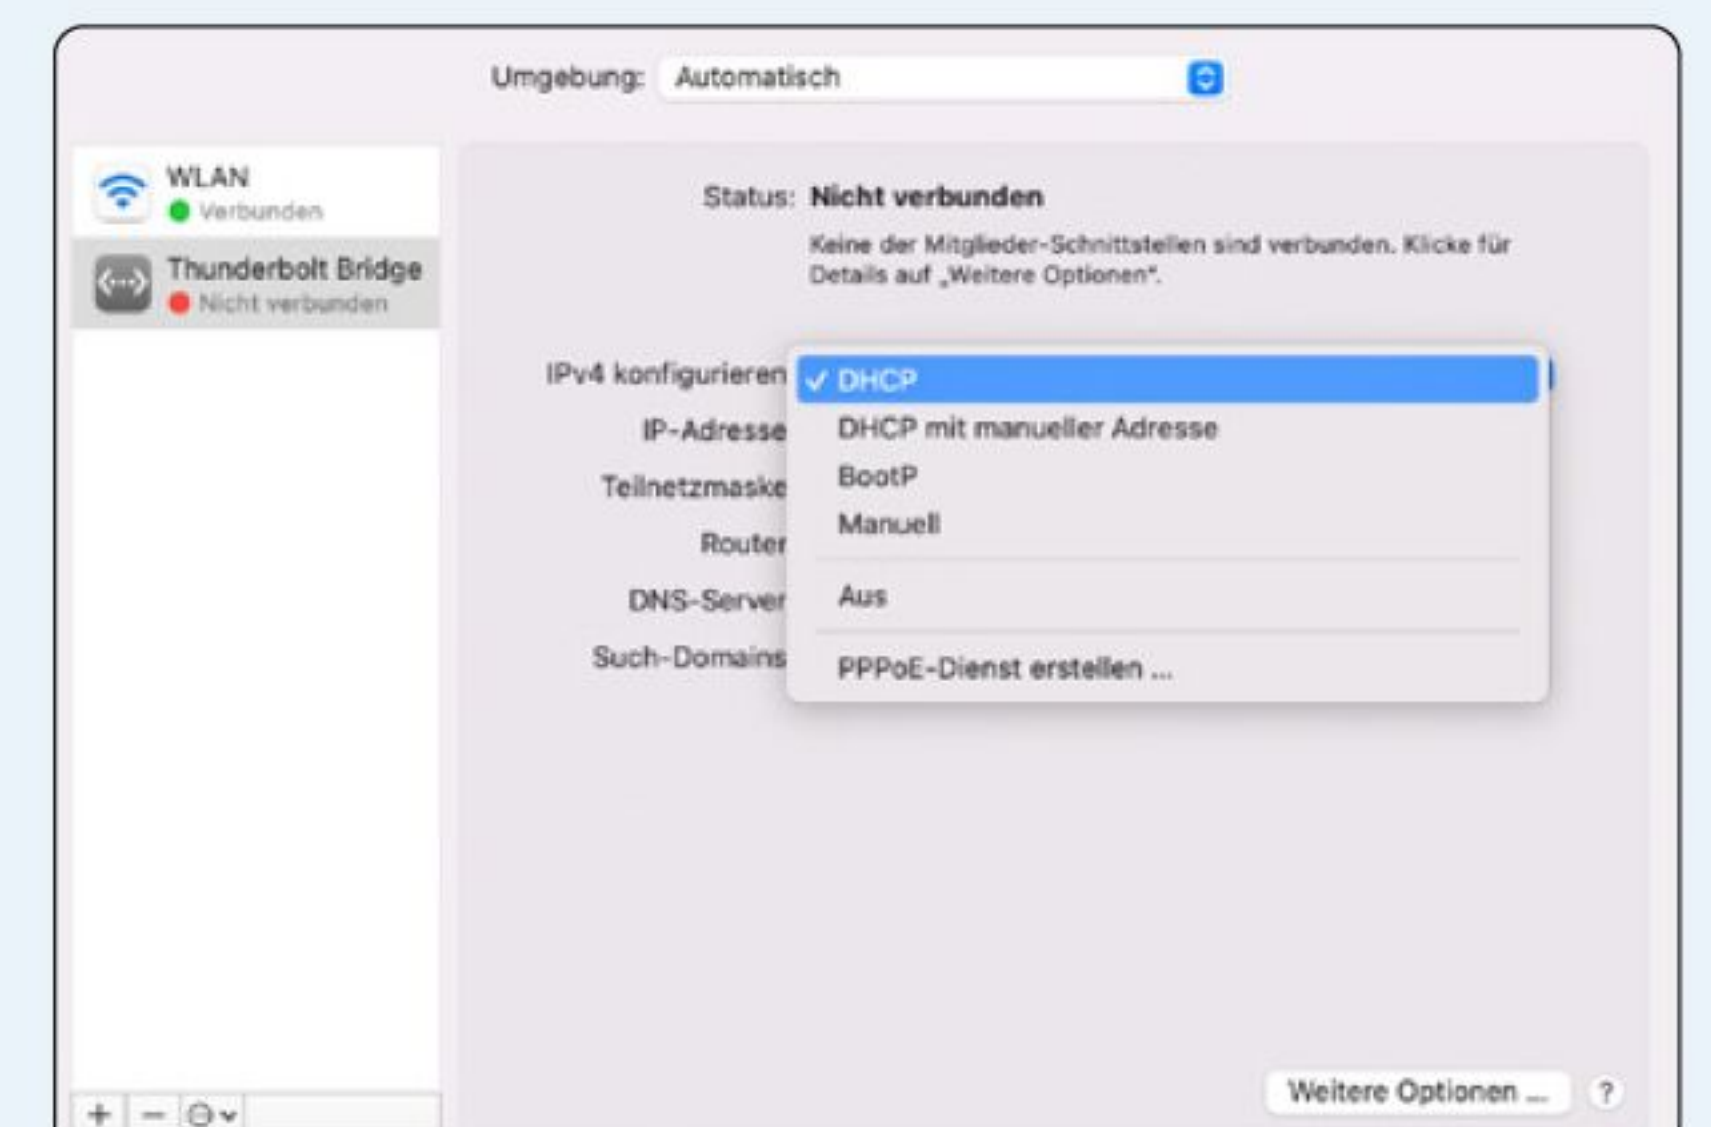 Umgebung: Automatisch
WLAN
Verbunden
Thunderbolt Bridge
Nicht verbunden
Status: Nicht verbunden
Keine der Mitglieder-Schnittstellen sind verbunden. Klicke für
Details auf „Weitere Optionen“.
IPv4 konfigurieren
✓ DHCP
IP-Adresse
DHCP mit manueller Adresse
Teilnetzmaske
BootP
Router
Manuell
DNS-Server
Aus
Such-Domains
PPPoE-Dienst erstellen ...
Weitere Optionen ... ?